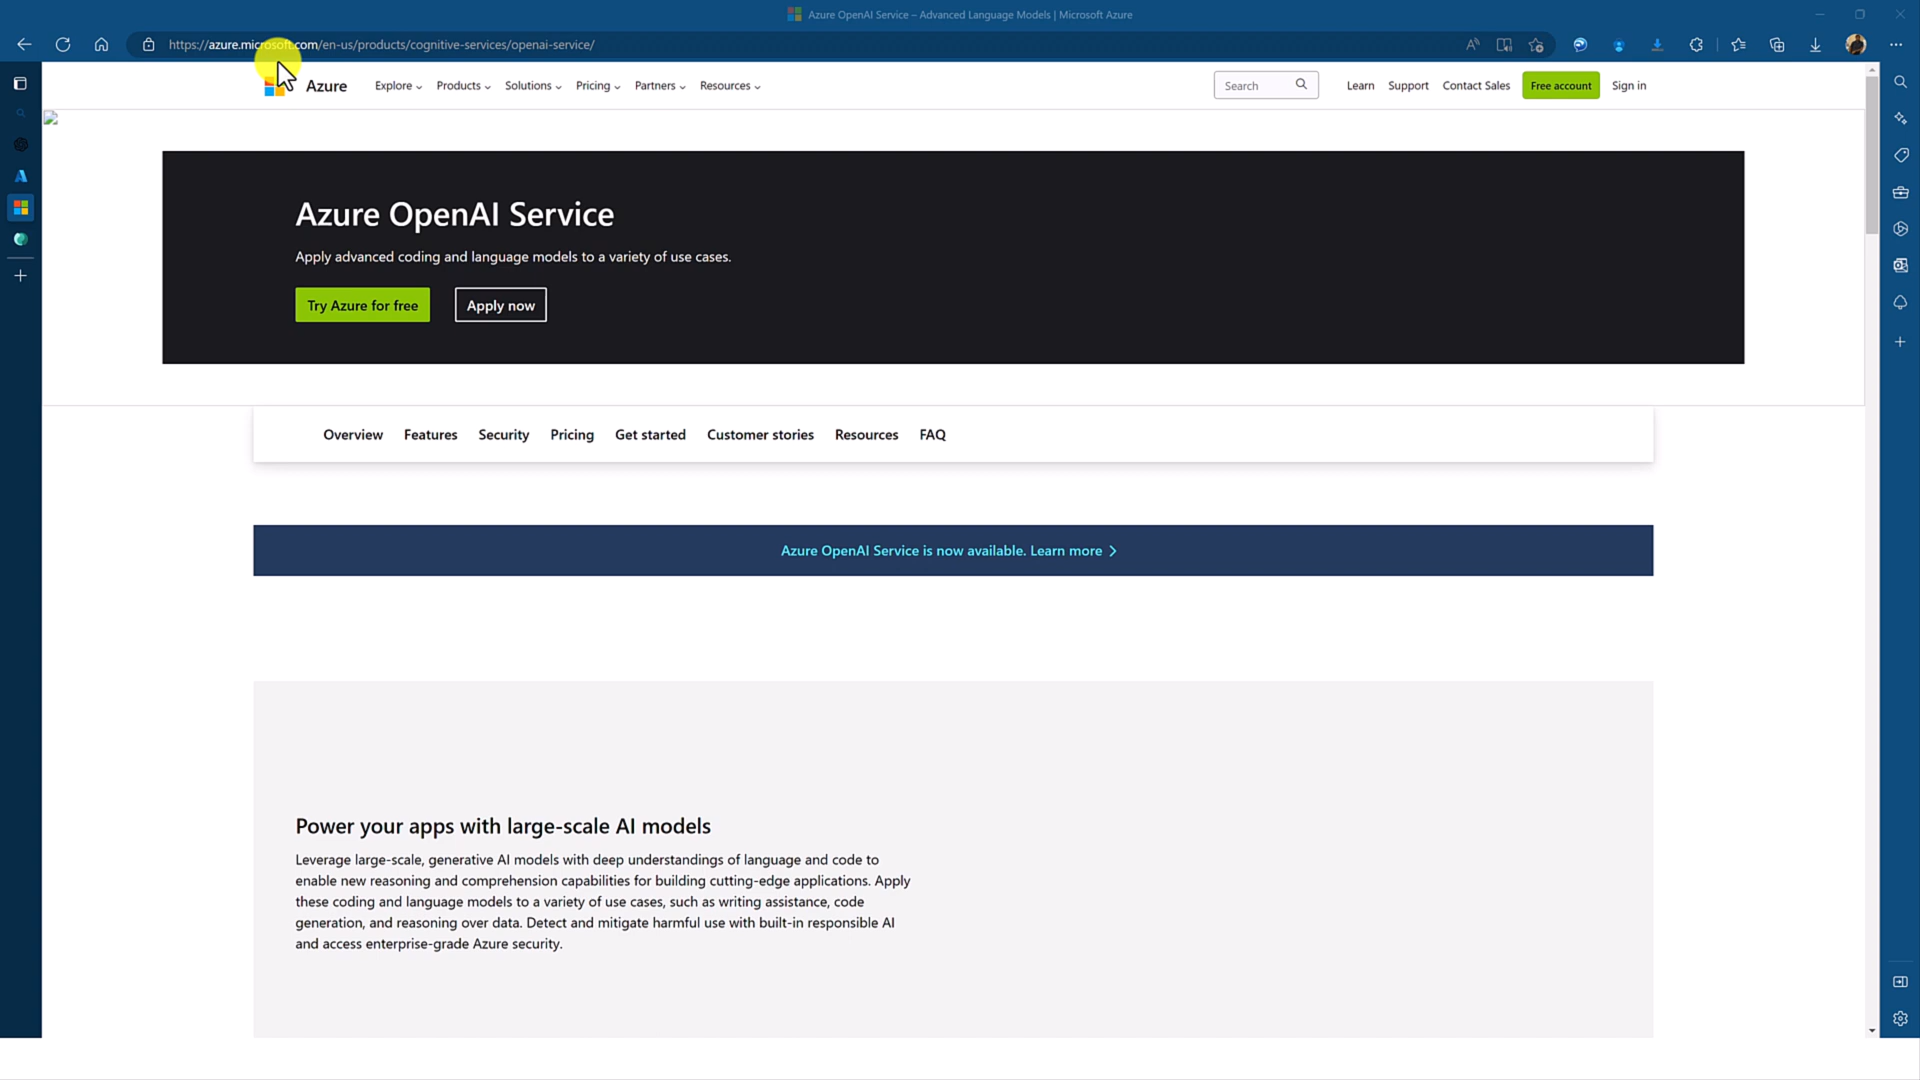 Azure OpenAI Service – Advanced Language Models | Microsoft Azure
https://azure.microsoft.com/en-us/products/cognitive-services/openai-service/
Azure Explore Products Solutions Pricing Partners Resources Search Learn Support Contact Sales Free account Sign in
Azure OpenAI Service
Apply advanced coding and language models to a variety of use cases.
Try Azure for free Apply now
Overview Features Security Pricing Get started Customer stories Resources FAQ
Azure OpenAI Service is now available. Learn more
Power your apps with large-scale AI models
Leverage large-scale, generative AI models with deep understandings of language and code to
enable new reasoning and comprehension capabilities for building cutting-edge applications. Apply
these coding and language models to a variety of use cases, such as writing assistance, code
generation, and reasoning over data. Detect and mitigate harmful use with built-in responsible AI
and access enterprise-grade Azure security.